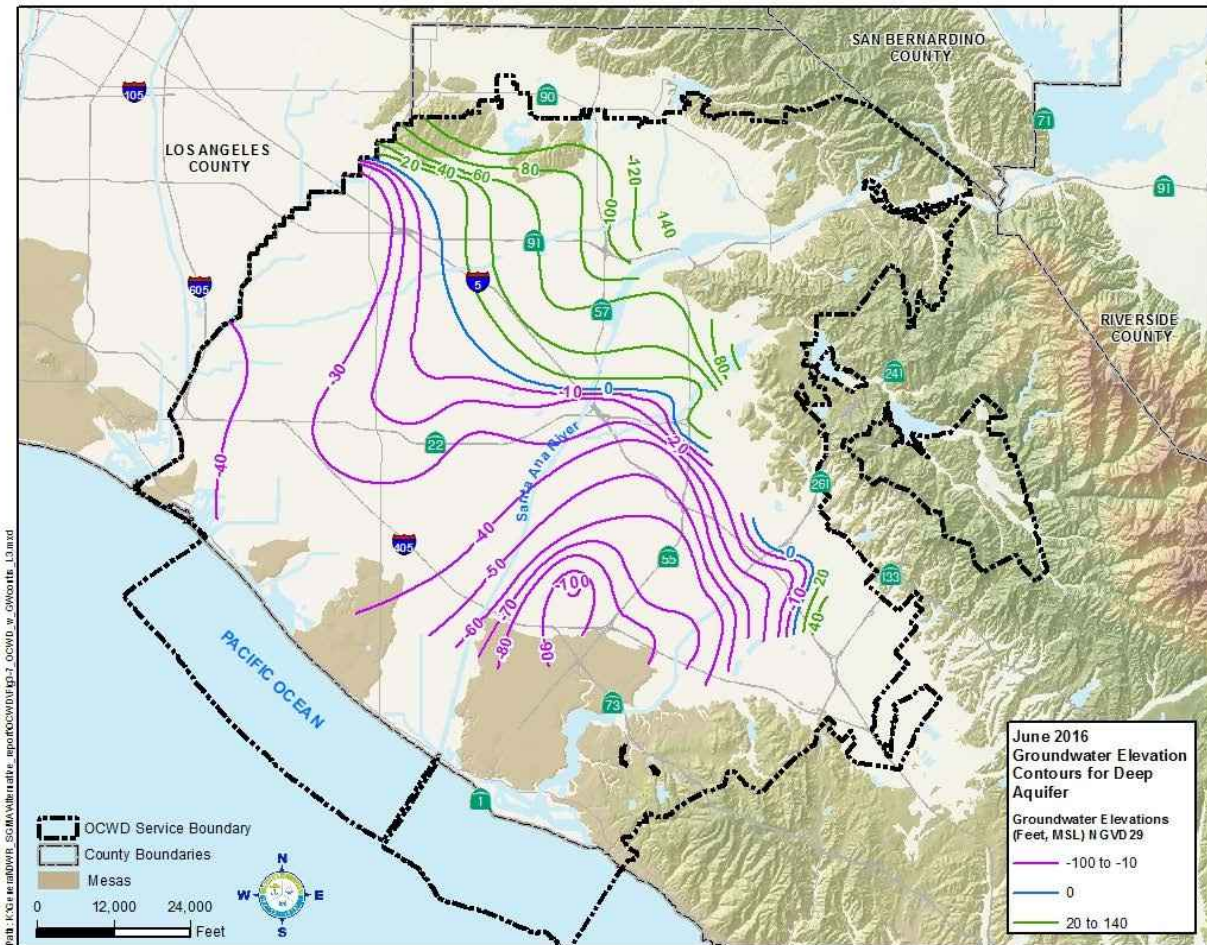 SAN BERNARDINO
COUNTY
105
90
71
LOS ANGELES
COUNTY
91
20
40
60
80
-120
-100
140
91
605
5
57
RIVERSIDE
COUNTY
80
241
-30
-10
0
-40
22
Santa Ana River
-20
261
-40
405
-50
55
0
133
-100
20
-10
40
-70
-60
-80
-90
PACIFIC OCEAN
73
1
June 2016
Groundwater Elevation
Contours for Deep
Aquifer
Groundwater Elevations
(Feet, MSL) NGVD29
-100 to -10
0
20 to 140
OCWD Service Boundary
County Boundaries
Mesas
0 12,000 24,000
Feet
N
W E
S